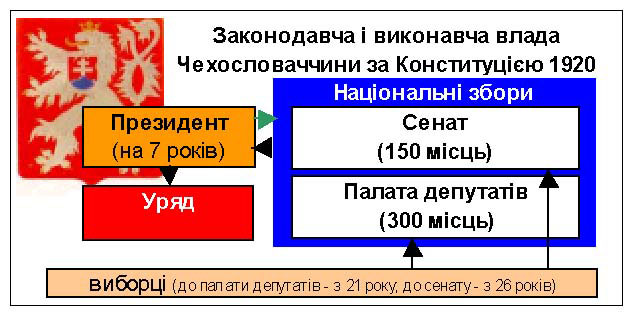 Законодавча і виконавча влада
Чехословаччини за Конституцією 1920
Національні збори
Президент
(на 7 років)
Сенат
(150 місць)
Уряд
Палата депутатів
(300 місць)
виборці (до палати депутатів - з 21 року, до сенату - з 26 років)